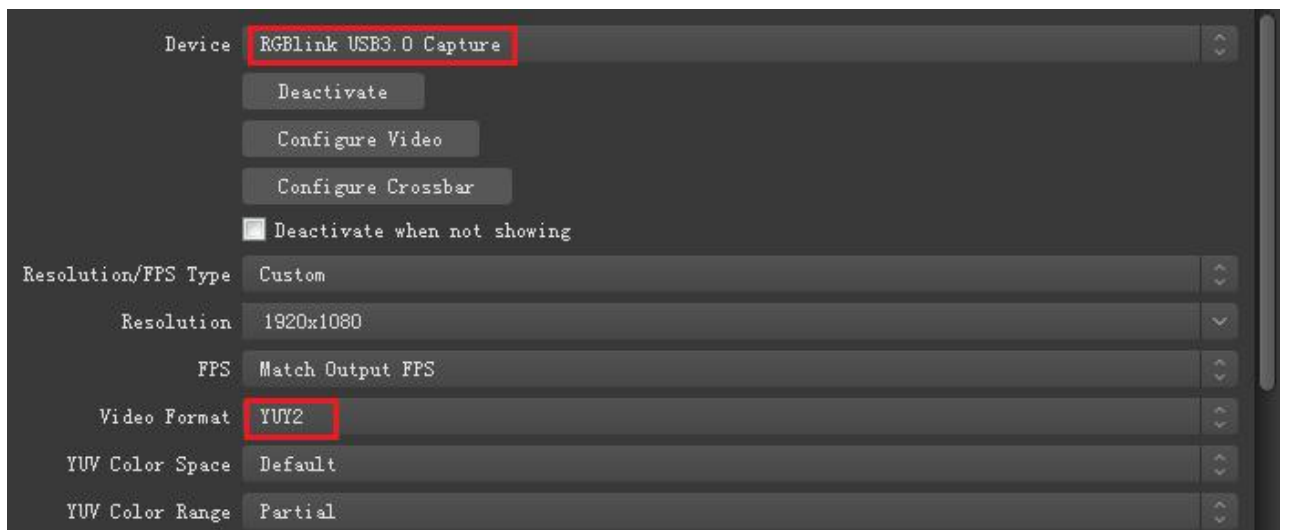 Device RGBlink USB3.0 Capture
Deactivate
Configure Video
Configure Crossbar
Deactivate when not showing
Resolution/FPS Type Custom
Resolution 1920x1080
FPS Match Output FPS
Video Format YUY2
YUV Color Space Default
YUV Color Range Partial